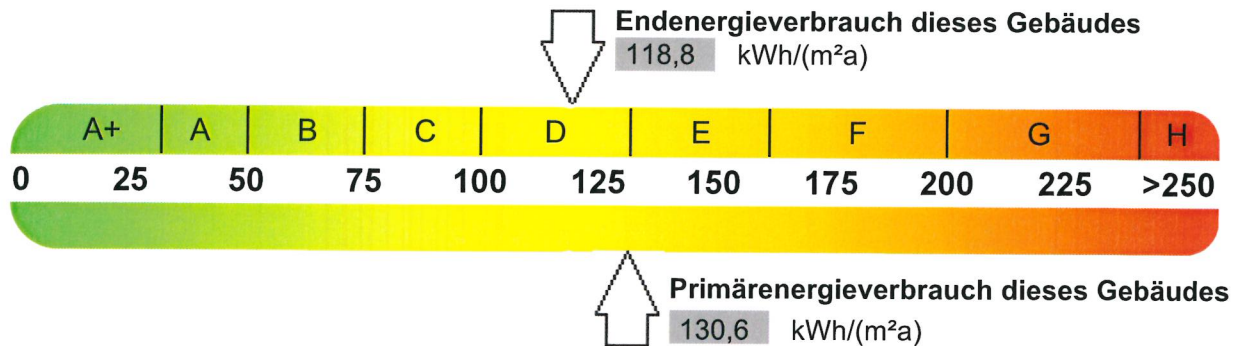 Endenergieverbrauch dieses Gebäudes
118,8 kWh/(m²a)
A+ A B C D E F G H
0 25 50 75 100 125 150 175 200 225 >250
Primärenergieverbrauch dieses Gebäudes
130,6 kWh/(m²a)